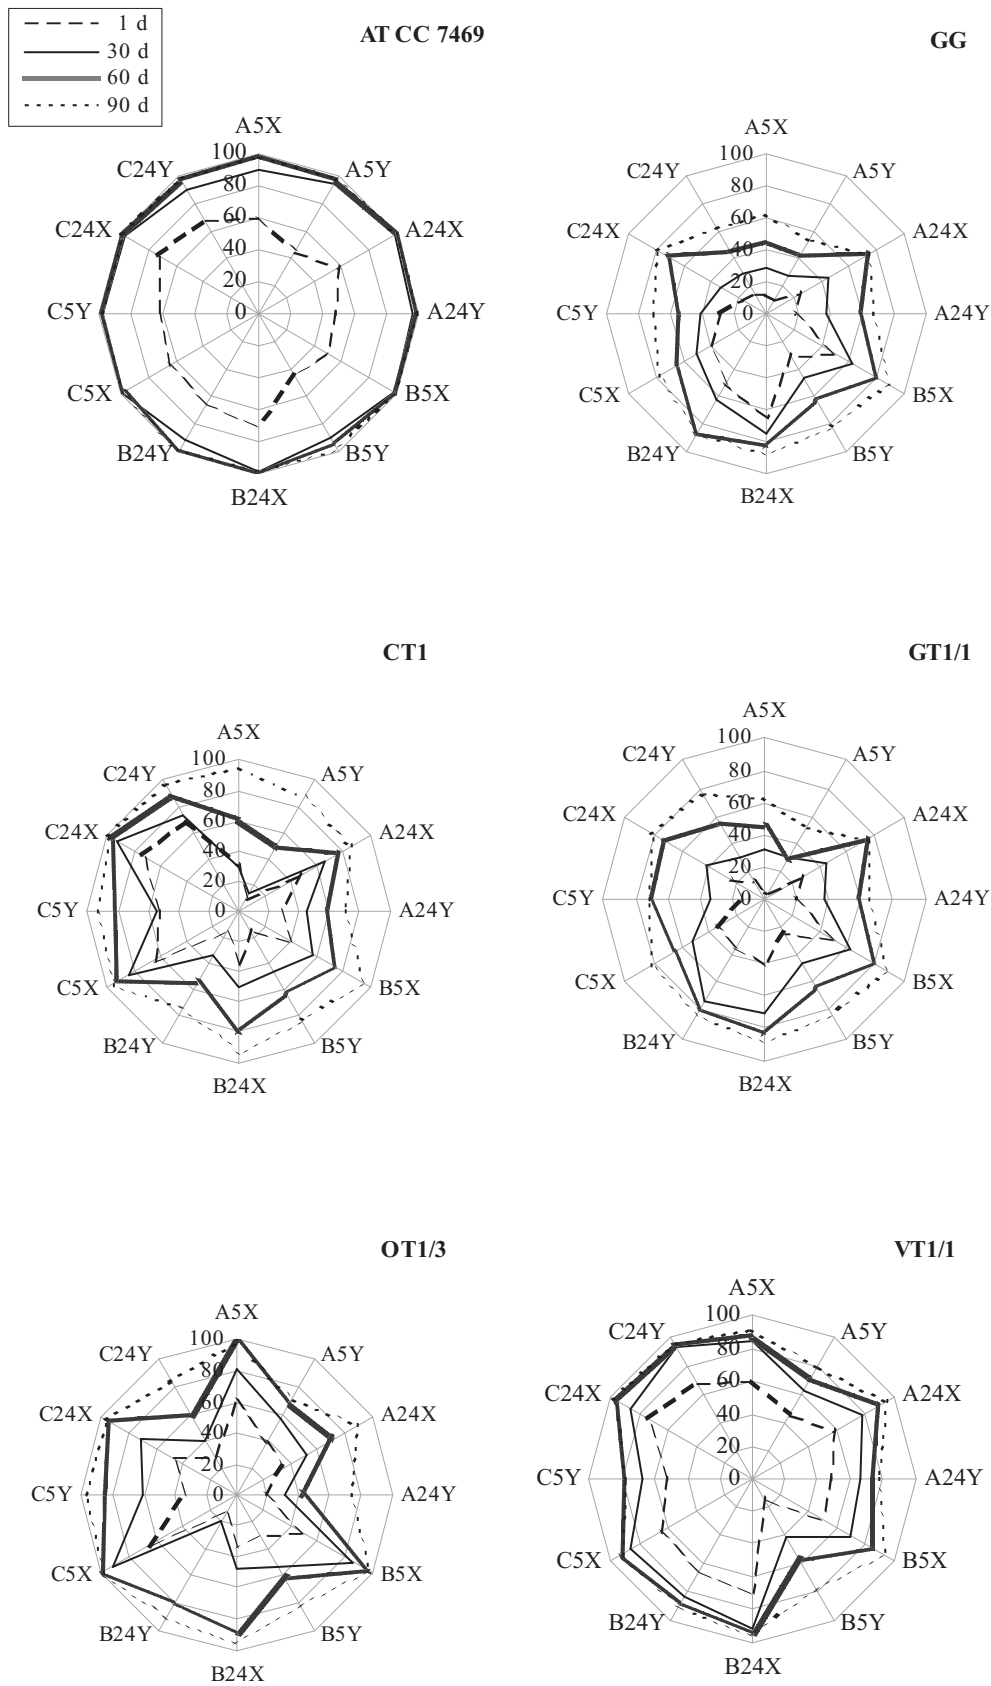 1 d
30 d
60 d
90 d
AT CC 7469
GG
A5X
A5Y
A24X
A24Y
B5X
B5Y
B24X
B24Y
C5X
C5Y
C24X
C24Y
100
80
60
40
20
0
A5X
A5Y
A24X
A24Y
B5X
B5Y
B24X
B24Y
C5X
C5Y
C24X
C24Y
100
80
60
40
20
0
CT1
GT1/1
A5X
A5Y
A24X
A24Y
B5X
B5Y
B24X
B24Y
C5X
C5Y
C24X
C24Y
100
80
60
40
20
0
A5X
A5Y
A24X
A24Y
B5X
B5Y
B24X
B24Y
C5X
C5Y
C24X
C24Y
100
80
60
40
20
0
OT1/3
VT1/1
A5X
A5Y
A24X
A24Y
B5X
B5Y
B24X
B24Y
C5X
C5Y
C24X
C24Y
100
80
60
40
20
0
A5X
A5Y
A24X
A24Y
B5X
B5Y
B24X
B24Y
C5X
C5Y
C24X
C24Y
100
80
60
40
20
0